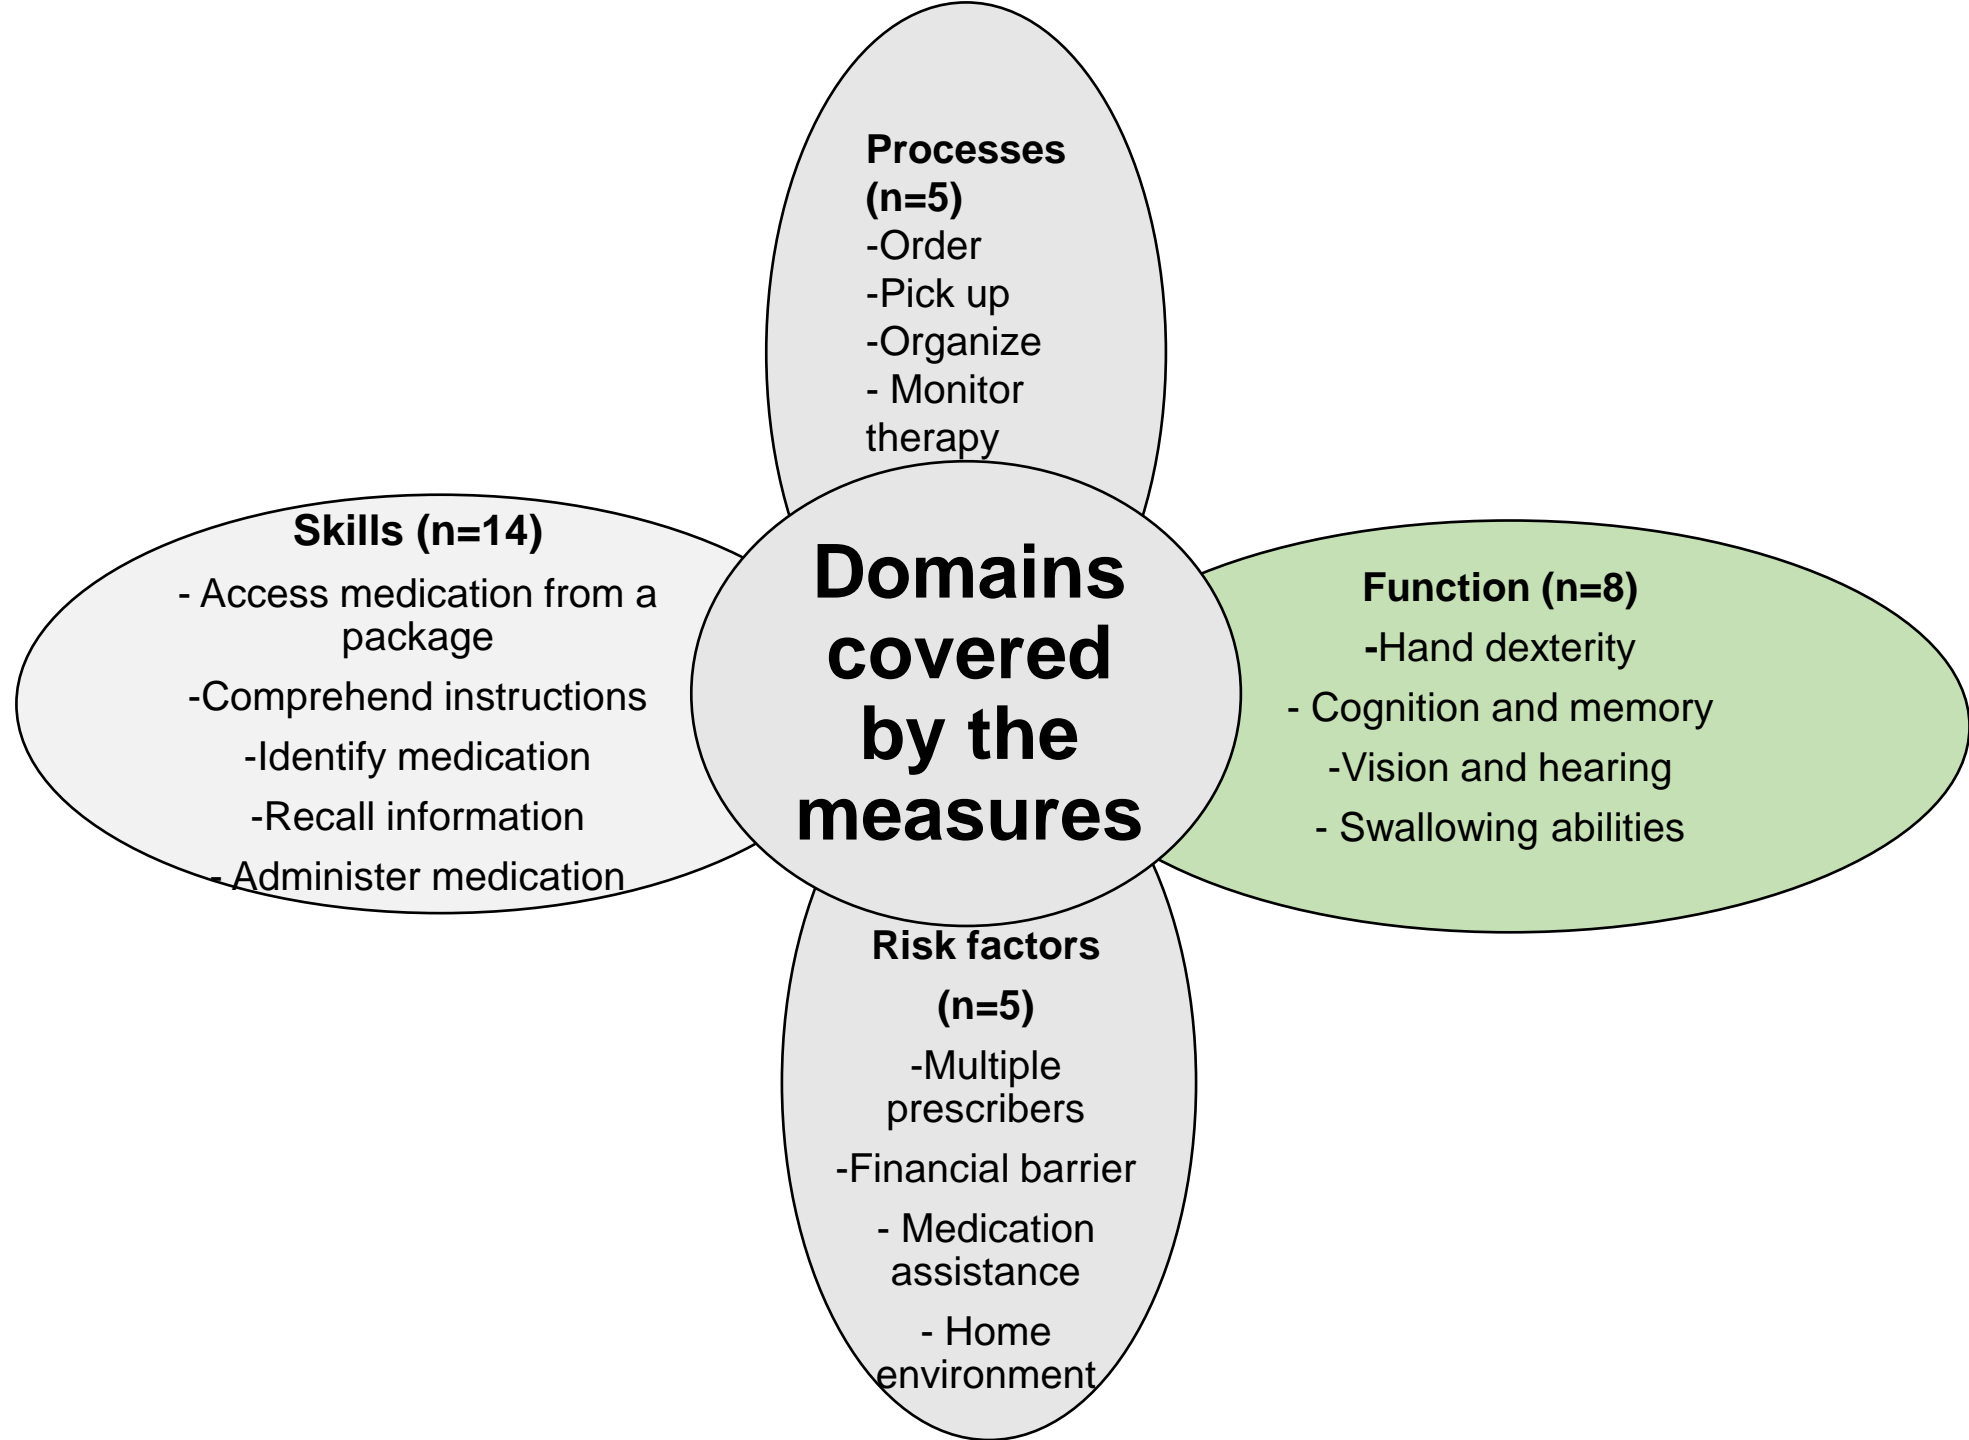 Processes
(n=5)
-Order
-Pick up
-Organize
- Monitor
therapy
Skills (n=14)
- Access medication from a
package
-Comprehend instructions
-Identify medication
-Recall information
- Administer medication
Domains
covered
by the
measures
Function (n=8)
-Hand dexterity
- Cognition and memory
-Vision and hearing
- Swallowing abilities
Risk factors
(n=5)
-Multiple
prescribers
-Financial barrier
- Medication
assistance
- Home
environment